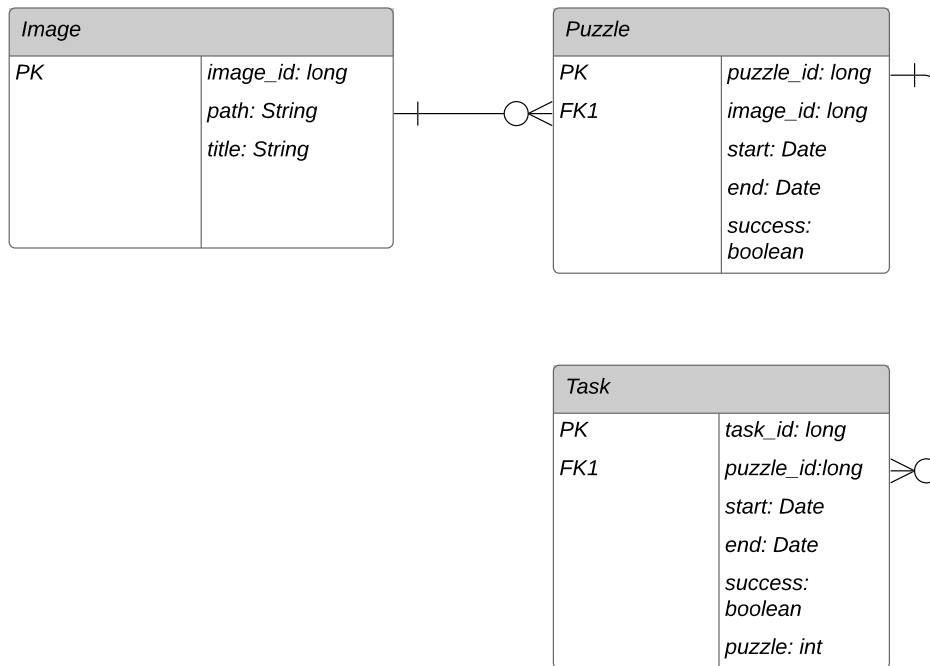 Image
PK image_id: long
path: String
title: String
Puzzle
PK puzzle_id: long
FK1 image_id: long
start: Date
end: Date
success:
boolean
Task
PK task_id: long
FK1 puzzle_id:long
start: Date
end: Date
success:
boolean
puzzle: int